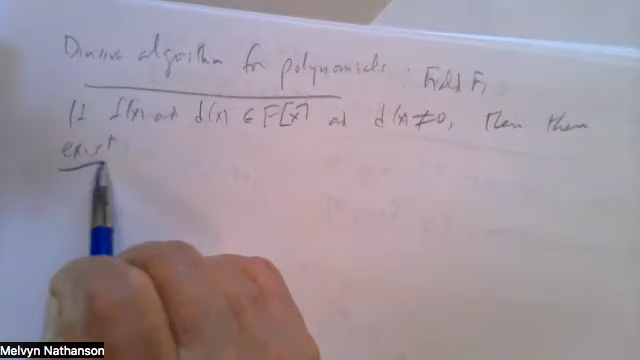 Division algorithm for polynomials : Field F,
If f(x) and d(x) ∈ F[x] and d(x) ≠ 0, then there
exist
Melvyn Nathanson